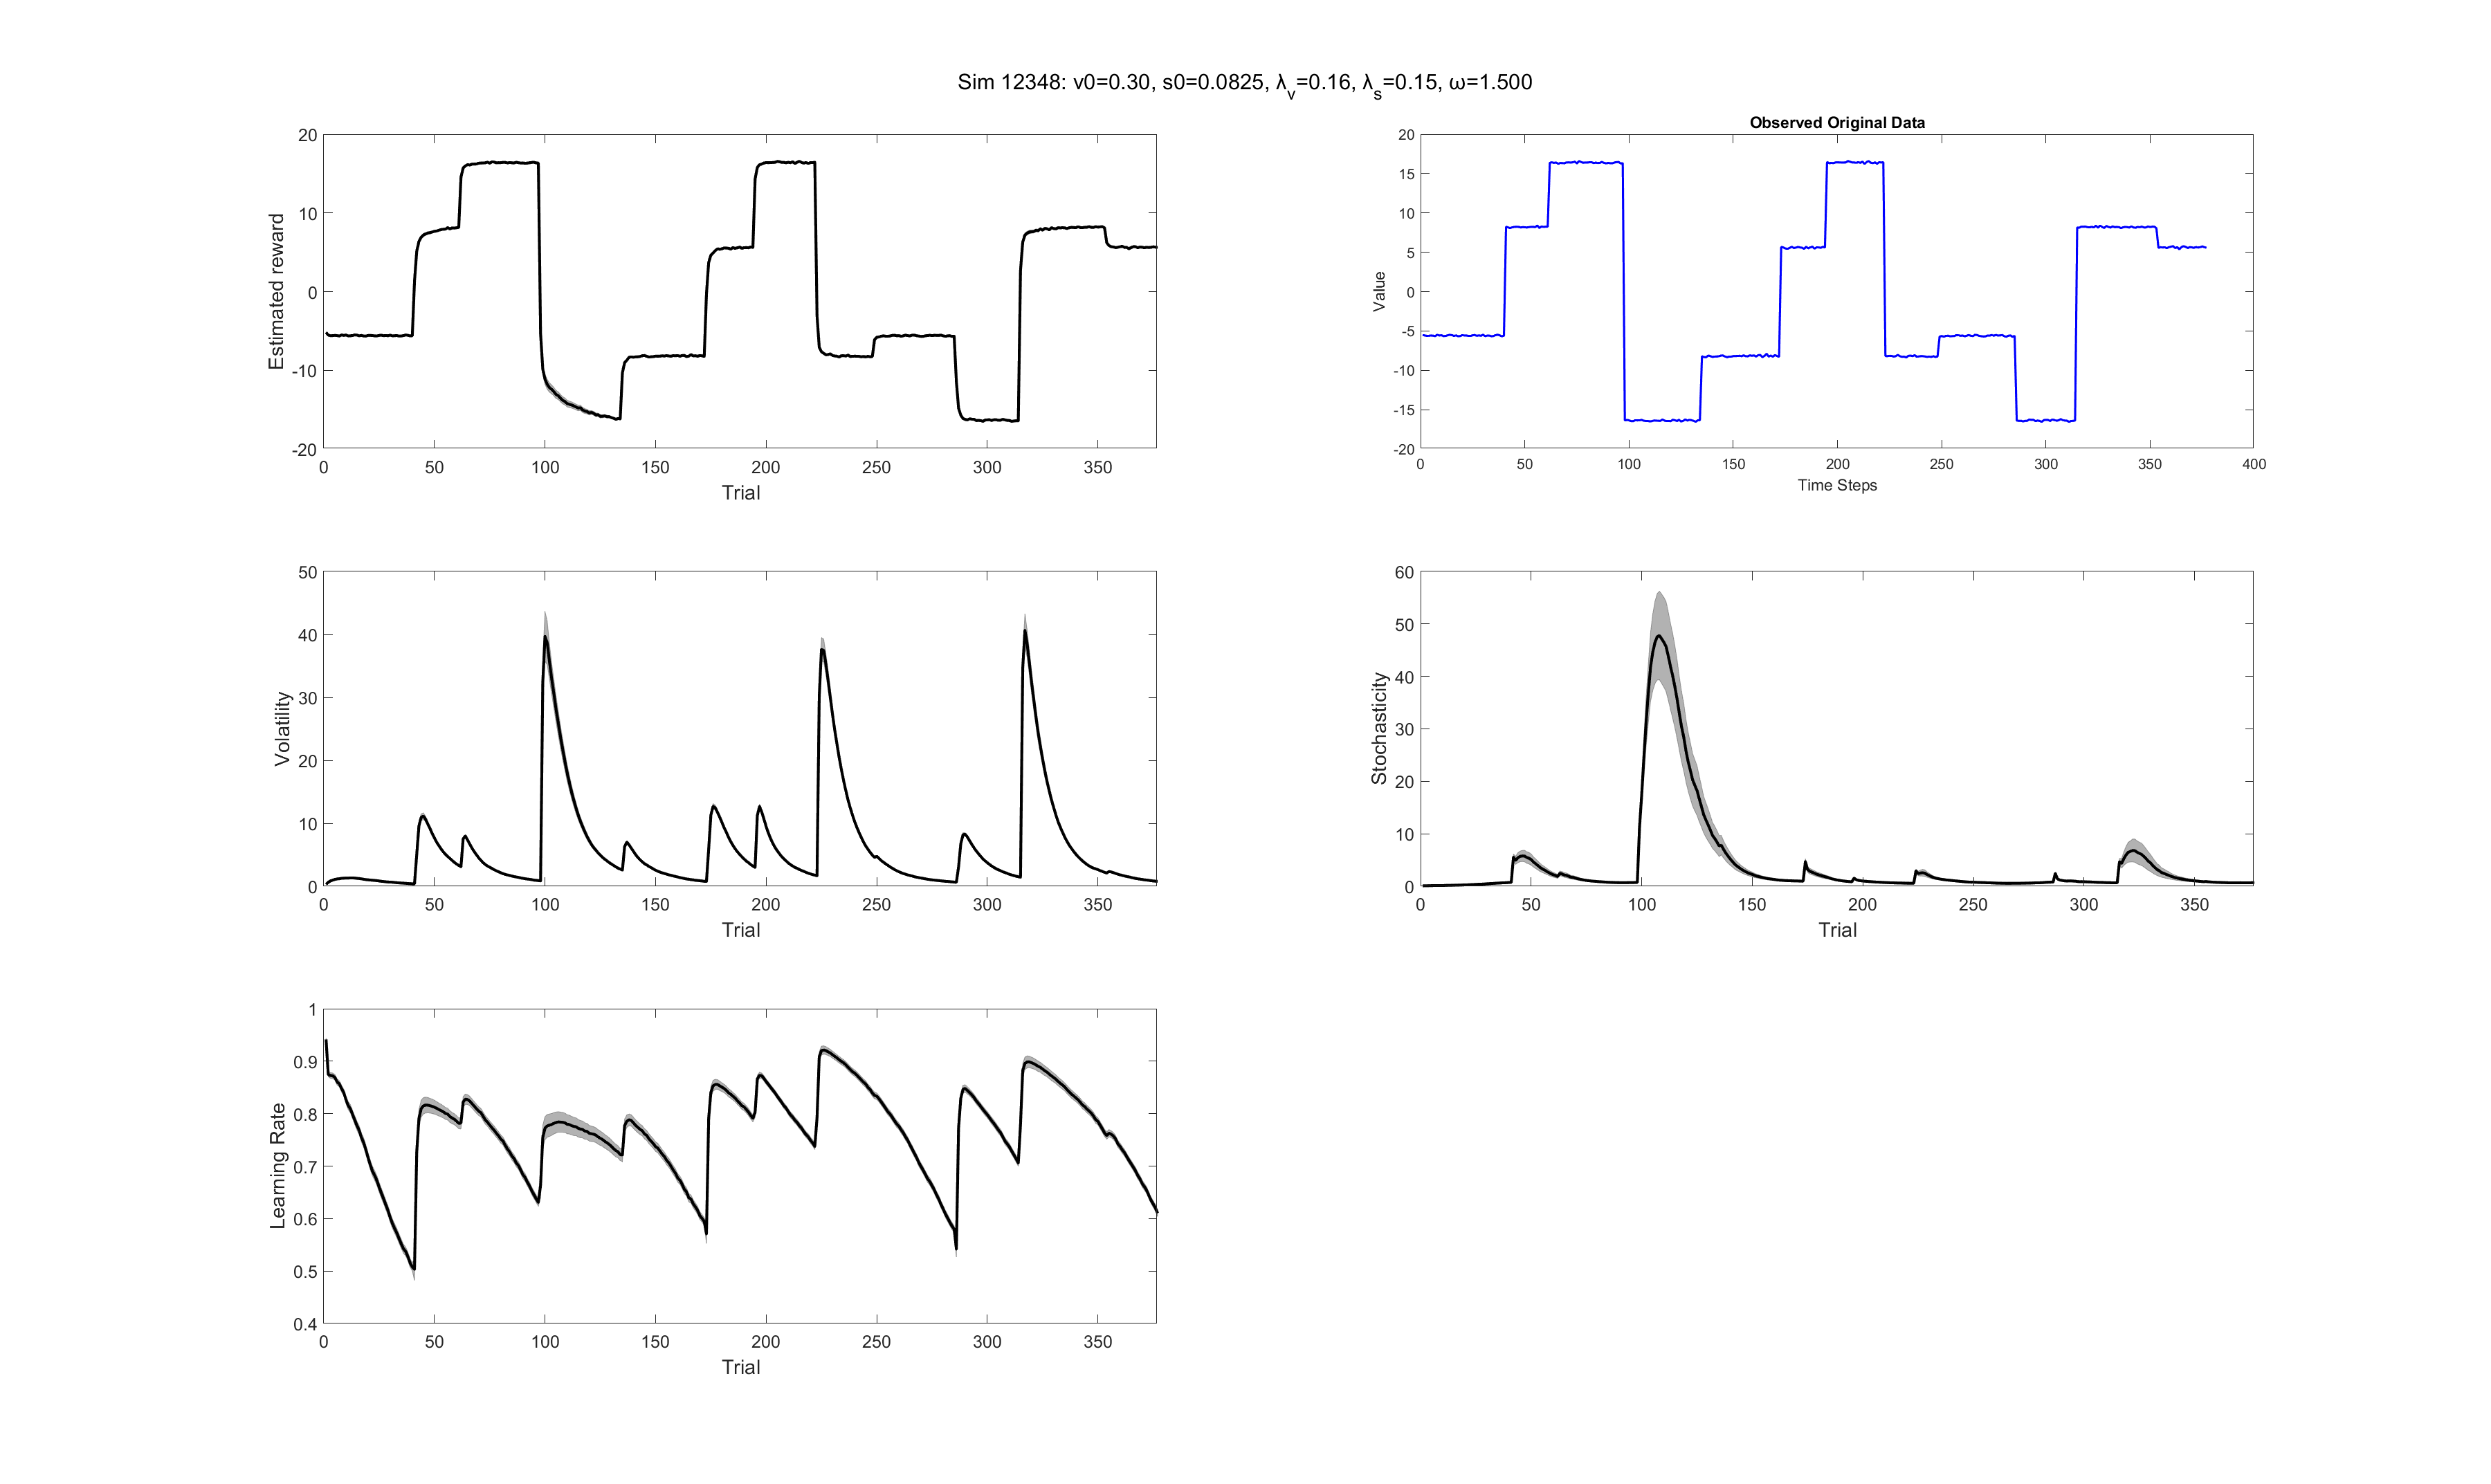 Sim 12348: v0=0.30, s0=0.0825, λv=0.16, λs=0.15, ω=1.500
20
10
0
-10
-20
Estimated reward
0 50 100 150 200 250 300 350
Trial
Observed Original Data
20
15
10
5
0
-5
-10
-15
-20
Value
0 50 100 150 200 250 300 350 400
Time Steps
50
40
30
20
10
0
Volatility
0 50 100 150 200 250 300 350
Trial
60
50
40
30
20
10
0
Stochasticity
0 50 100 150 200 250 300 350
Trial
1
0.9
0.8
0.7
0.6
0.5
0.4
Learning Rate
0 50 100 150 200 250 300 350
Trial